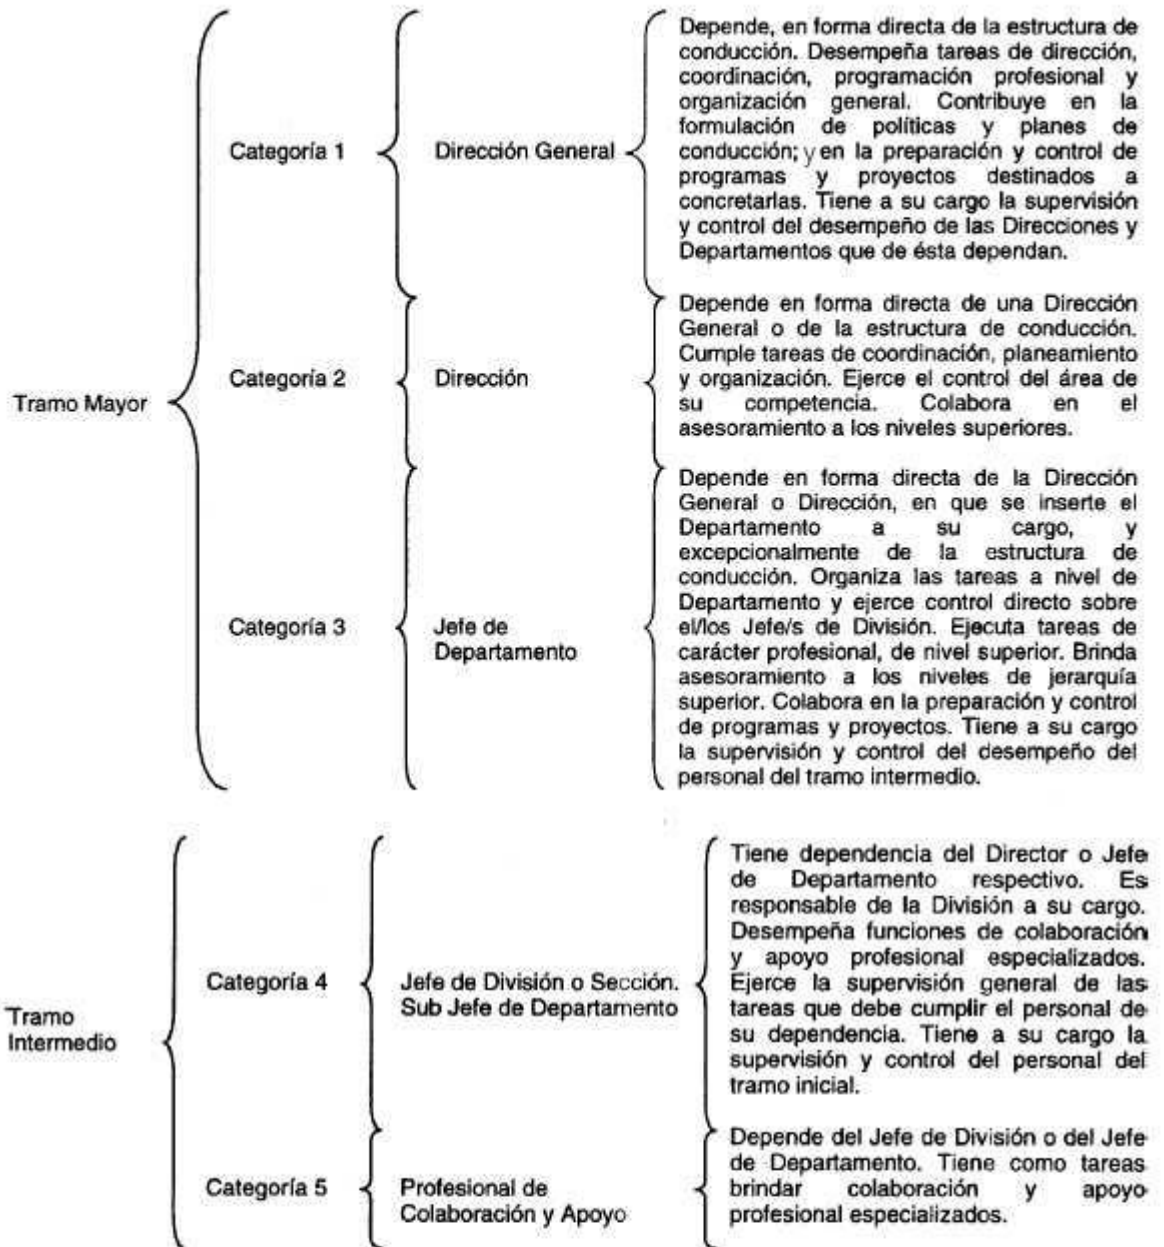 Tramo Mayor
Categoría 1
Dirección General
Depende, en forma directa de la estructura de
conducción. Desempeña tareas de dirección,
coordinación, programación profesional y
organización general. Contribuye en la
formulación de políticas y planes de
conducción; y en la preparación y control de
programas y proyectos destinados a
concretarlas. Tiene a su cargo la supervisión
y control del desempeño de las Direcciones y
Departamentos que de ésta dependan.
Categoría 2
Dirección
Depende en forma directa de una Dirección
General o de la estructura de conducción.
Cumple tareas de coordinación, planeamiento
y organización. Ejerce el control del área de
su competencia. Colabora en el
asesoramiento a los niveles superiores.
Categoría 3
Jefe de
Departamento
Depende en forma directa de la Dirección
General o Dirección, en que se inserte el
Departamento a su cargo, y
excepcionalmente de la estructura de
conducción. Organiza las tareas a nivel de
Departamento y ejerce control directo sobre
el/los Jefe/s de División. Ejecuta tareas de
carácter profesional, de nivel superior. Brinda
asesoramiento a los niveles de jerarquía
superior. Colabora en la preparación y control
de programas y proyectos. Tiene a su cargo
la supervisión y control del desempeño del
personal del tramo intermedio.
Tramo
Intermedio
Categoría 4
Jefe de División o Sección.
Sub Jefe de Departamento
Tiene dependencia del Director o Jefe
de Departamento respectivo. Es
responsable de la División a su cargo.
Desempeña funciones de colaboración
y apoyo profesional especializados.
Ejerce la supervisión general de las
tareas que debe cumplir el personal de
su dependencia. Tiene a su cargo la
supervisión y control del personal del
tramo inicial.
Categoría 5
Profesional de
Colaboración y Apoyo
Depende del Jefe de División o del Jefe
de Departamento. Tiene como tareas
brindar colaboración y apoyo
profesional especializados.